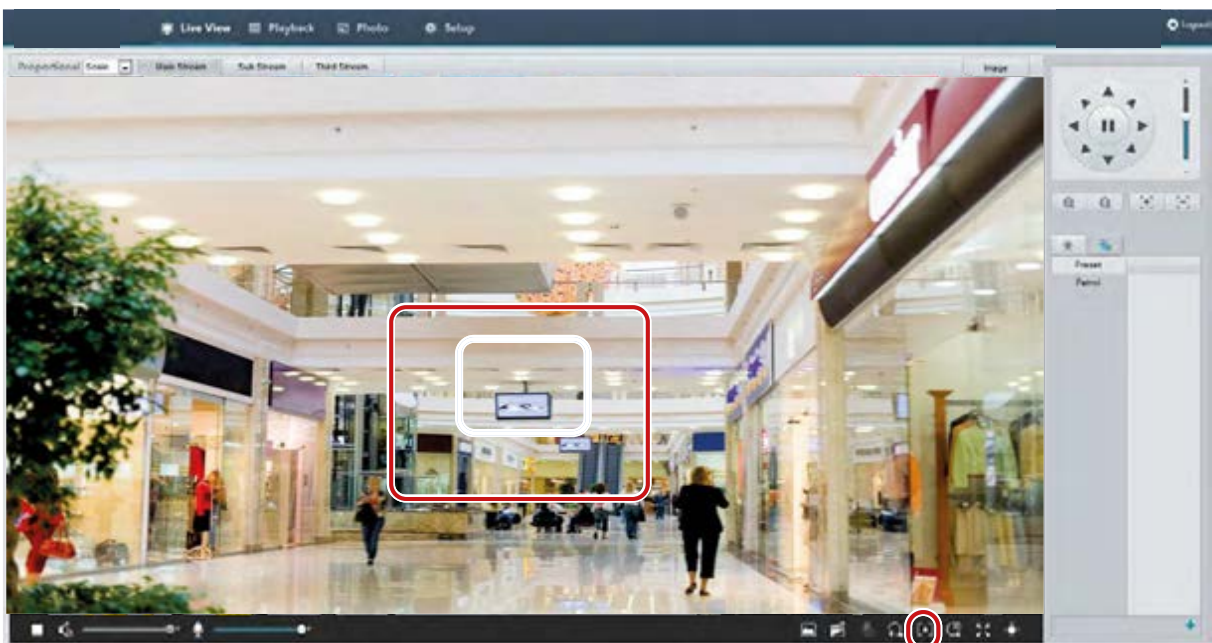 Live View Playback Photo Setup Logout
Proportional Scale Main Stream Sub Stream Third Stream Image
Preset
Patrol